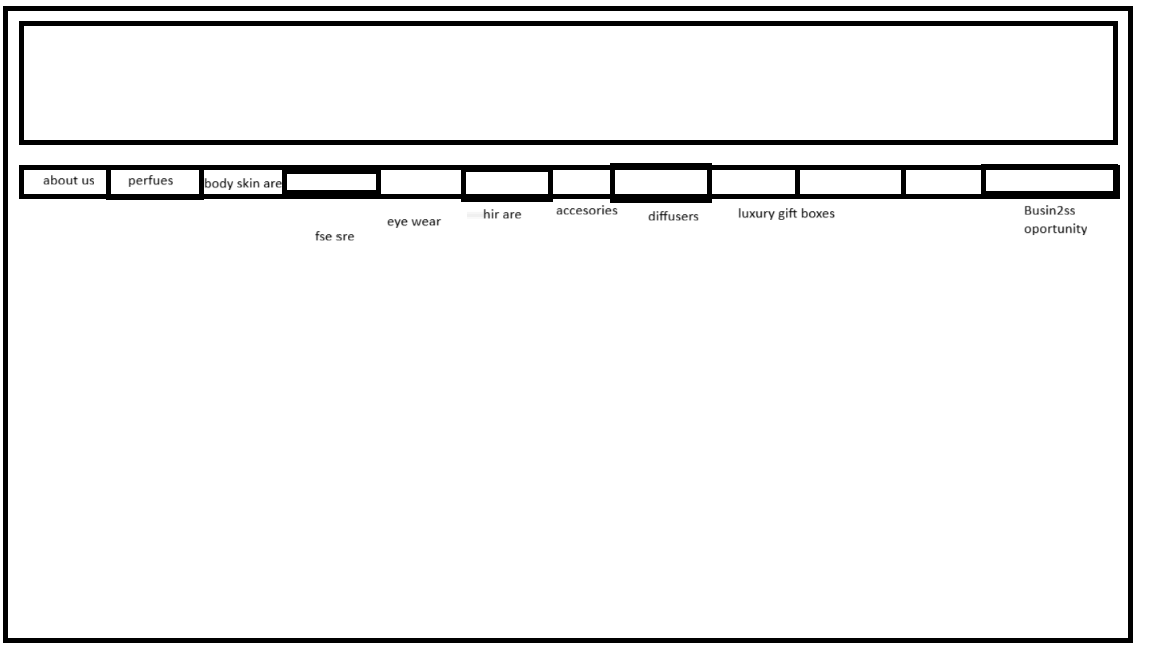 about us
perfues
body skin are
fse sre
eye wear
hir are
accesories
diffusers
luxury gift boxes
Busin2ss
oportunity